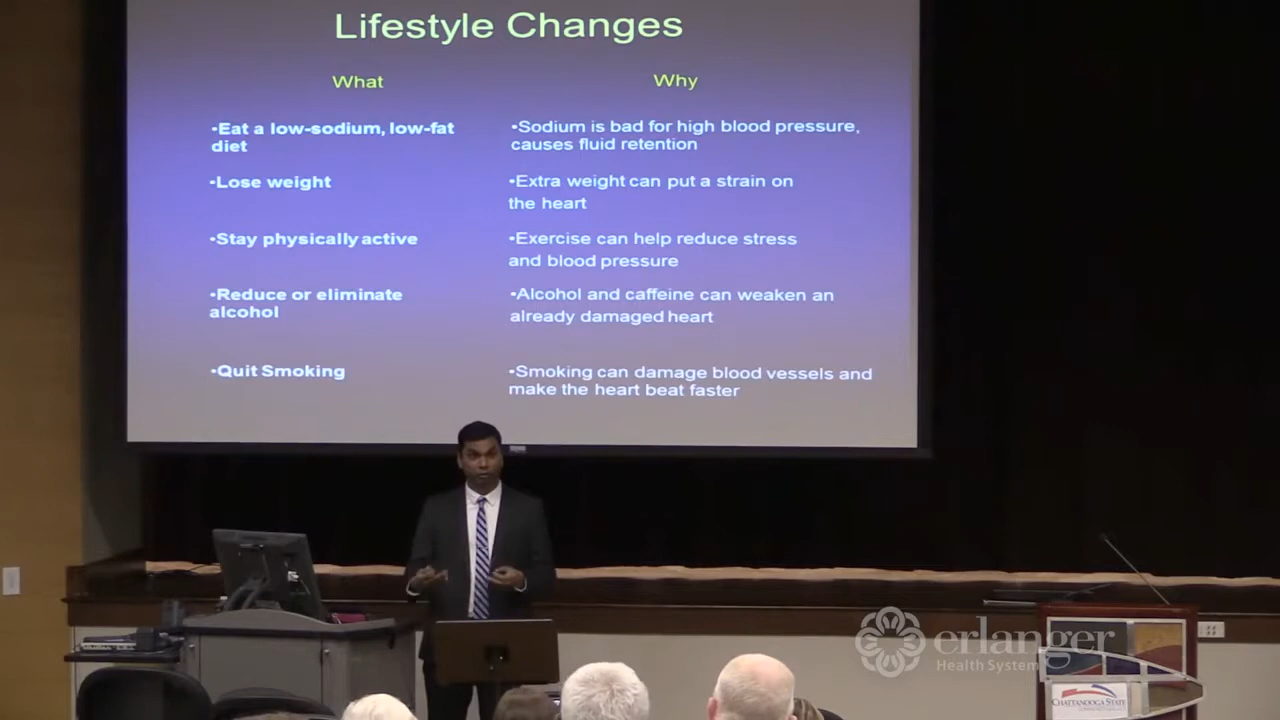 Lifestyle Changes
What
Why
•Eat a low-sodium, low-fat
diet
•Sodium is bad for high blood pressure,
causes fluid retention
•Lose weight
•Extra weight can put a strain on
the heart
•Stay physically active
•Exercise can help reduce stress
and blood pressure
•Reduce or eliminate
alcohol
•Alcohol and caffeine can weaken an
already damaged heart
•Quit Smoking
•Smoking can damage blood vessels and
make the heart beat faster
erlanger
Health System
CHATTANOOGA STATE